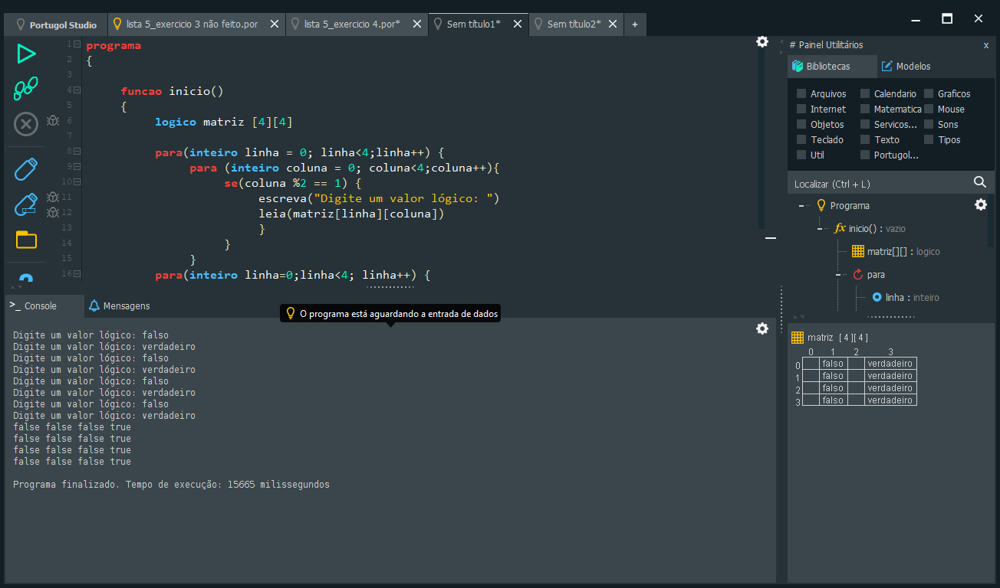 Portugol Studio
lista 5_exercicio 3 não feito.por
lista 5_exercicio 4.por*
Sem título1*
Sem título2*
+
1 programa
2 {
3
4 funcao inicio()
5 {
6 logico matriz [4][4]
7
8 para(inteiro linha = 0; linha<4;linha++) {
9 para (inteiro coluna = 0; coluna<4;coluna++){
10 se(coluna %2 == 1) {
11 escreva("Digite um valor lógico: ")
12 leia(matriz[linha][coluna])
13 }
14 }
15 }
16 para(inteiro linha=0;linha<4; linha++) {
# Painel Utilitários x
Bibliotecas Modelos
Arquivos Calendario Graficos
Internet Matematica Mouse
Objetos Servicos... Sons
Teclado Texto Tipos
Util Portugol...
Localizar (Ctrl + L)
Programa
fx inicio() : vazio
matriz[][] : logico
para
linha : inteiro
>_ Console Mensagens
O programa está aguardando a entrada de dados
Digite um valor lógico: falso
Digite um valor lógico: verdadeiro
Digite um valor lógico: falso
Digite um valor lógico: verdadeiro
Digite um valor lógico: falso
Digite um valor lógico: verdadeiro
Digite um valor lógico: falso
Digite um valor lógico: verdadeiro
false false false true
false false false true
false false false true
false false false true
Programa finalizado. Tempo de execução: 15665 milissegundos
matriz [ 4 ][ 4 ]
0 1 2 3
0 falso verdadeiro
1 falso verdadeiro
2 falso verdadeiro
3 falso verdadeiro